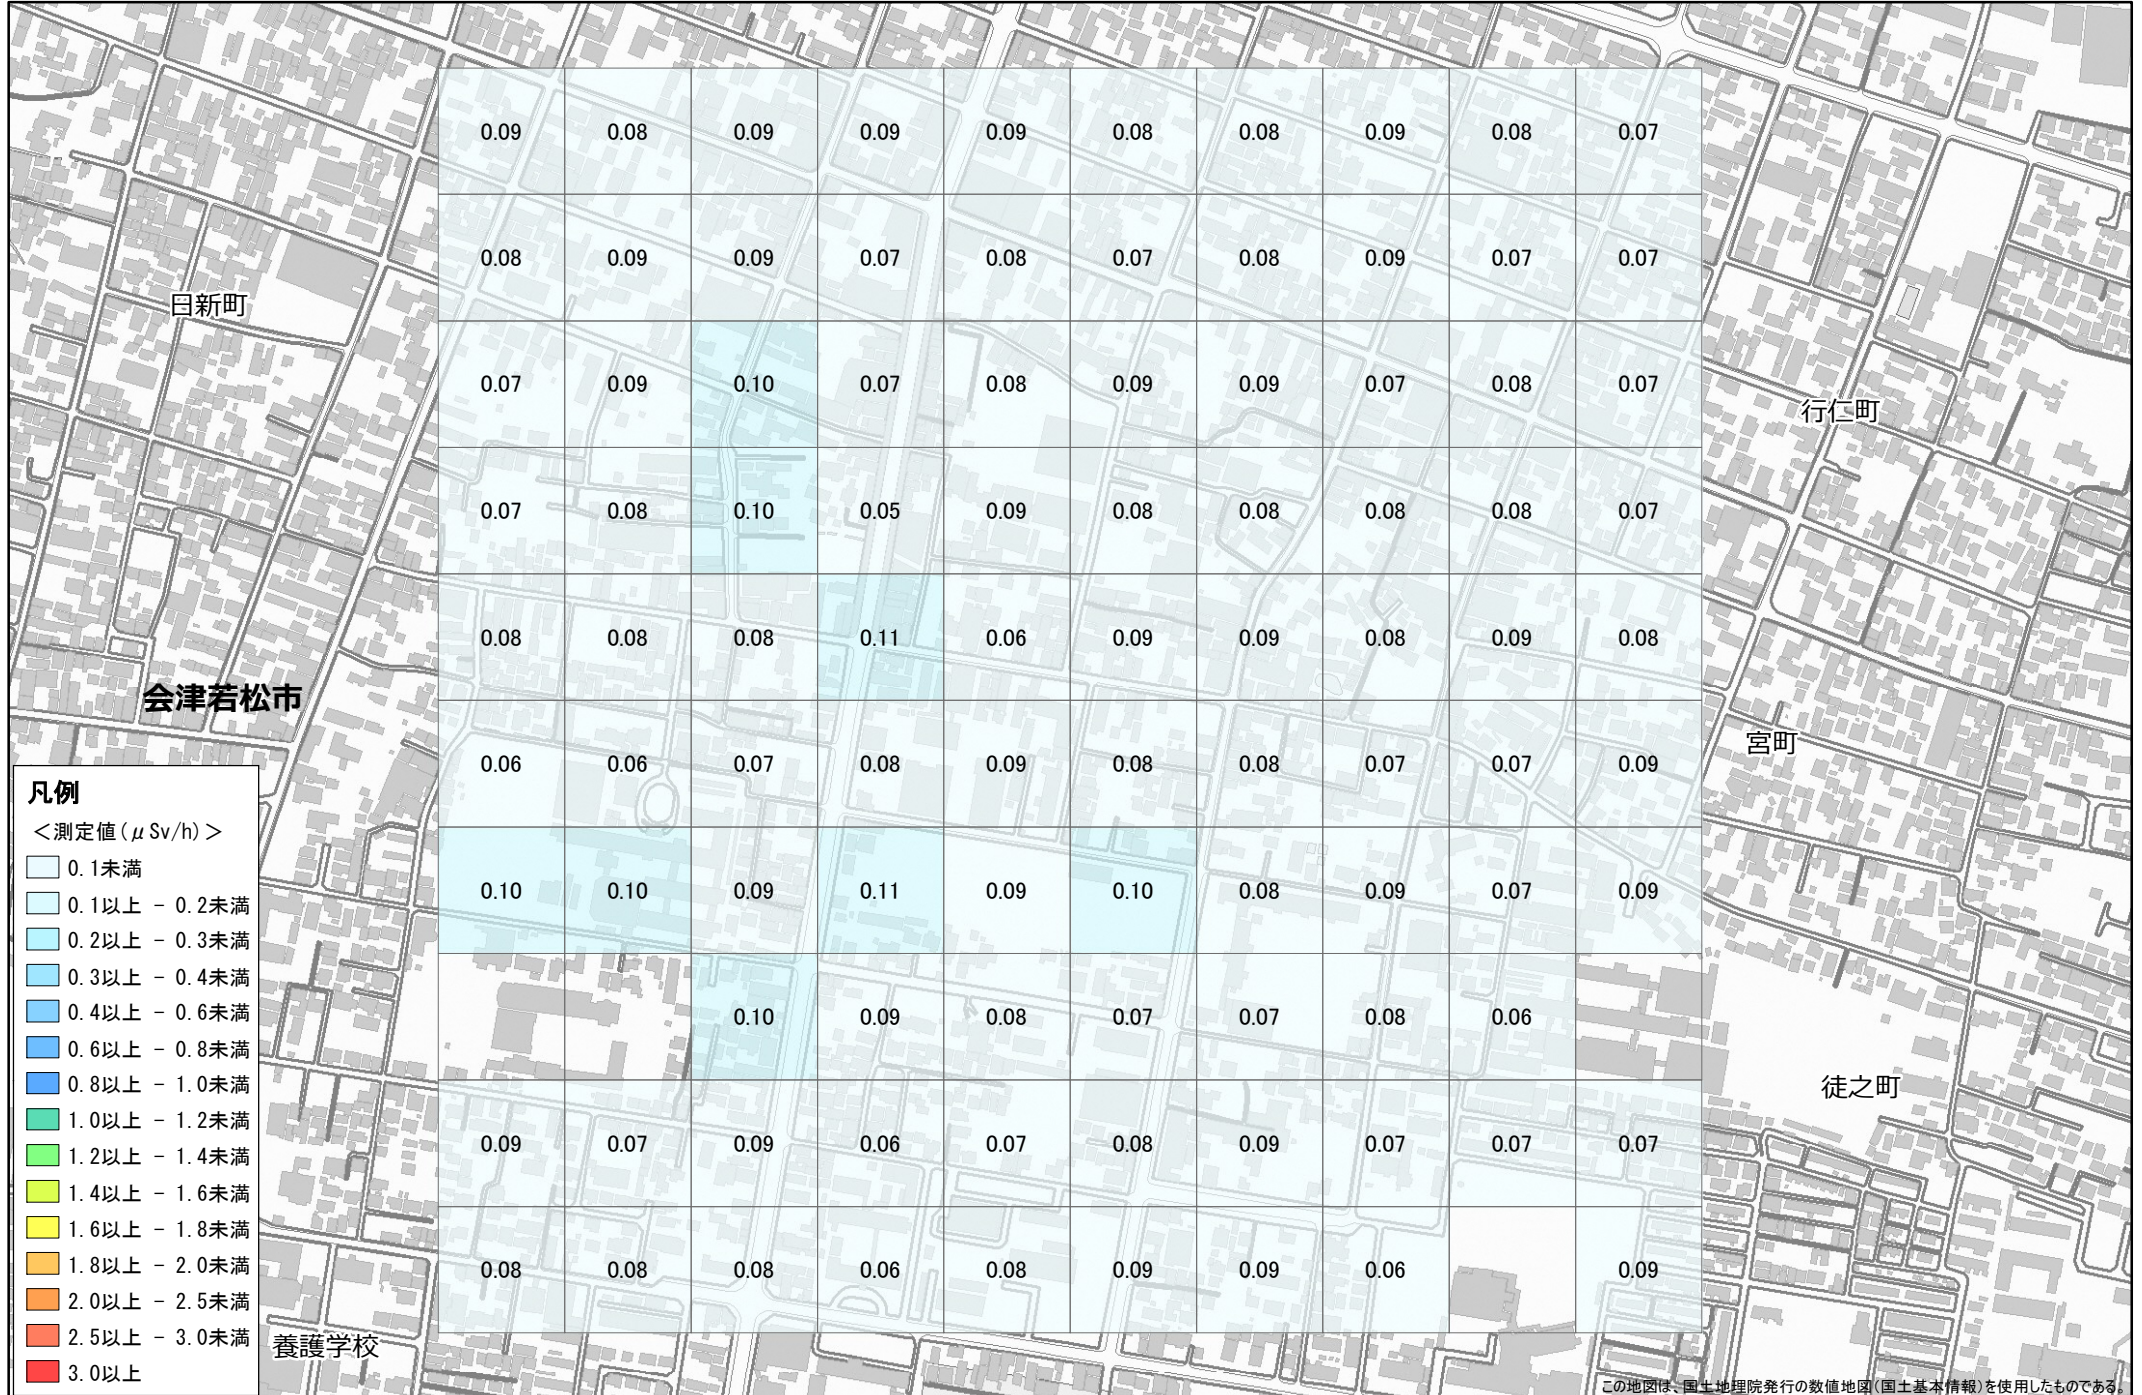 0.09 0.08 0.09 0.09 0.09 0.08 0.08 0.09 0.08 0.07
0.08 0.09 0.09 0.07 0.08 0.07 0.08 0.09 0.07 0.07
日新町
0.07 0.09 0.10 0.07 0.08 0.09 0.09 0.07 0.08 0.07
行仁町
0.07 0.08 0.10 0.05 0.09 0.08 0.08 0.08 0.08 0.07
0.08 0.08 0.08 0.11 0.06 0.09 0.09 0.08 0.09 0.08
会津若松市
宮町
0.06 0.06 0.07 0.08 0.09 0.08 0.08 0.07 0.07 0.09
0.10 0.10 0.09 0.11 0.09 0.10 0.08 0.09 0.07 0.09
0.10 0.09 0.08 0.07 0.07 0.08 0.06
徒之町
0.09 0.07 0.09 0.06 0.07 0.08 0.09 0.07 0.07 0.07
0.08 0.08 0.08 0.06 0.08 0.09 0.09 0.06 0.09
養護学校
凡例
＜測定値(μSv/h)＞
0.1未満
0.1以上 - 0.2未満
0.2以上 - 0.3未満
0.3以上 - 0.4未満
0.4以上 - 0.6未満
0.6以上 - 0.8未満
0.8以上 - 1.0未満
1.0以上 - 1.2未満
1.2以上 - 1.4未満
1.4以上 - 1.6未満
1.6以上 - 1.8未満
1.8以上 - 2.0未満
2.0以上 - 2.5未満
2.5以上 - 3.0未満
3.0以上
この地図は、国土地理院発行の数値地図(国土基本情報)を使用したものである。